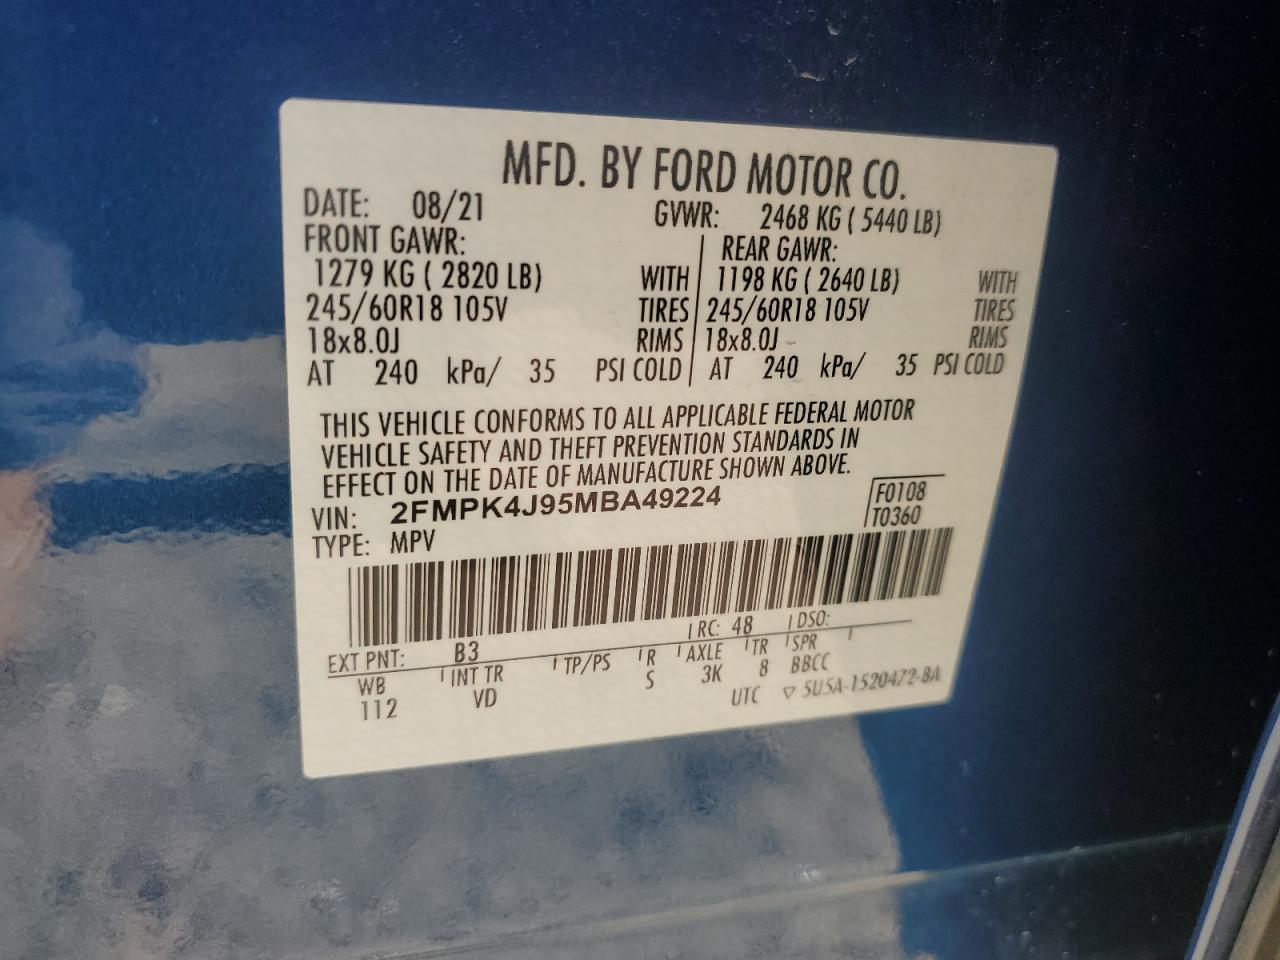 MFD. BY FORD MOTOR CO.
DATE: 08/21 GVWR: 2468 KG ( 5440 LB)
FRONT GAWR: REAR GAWR:
1279 KG ( 2820 LB) WITH 1198 KG ( 2640 LB) WITH
245/60R18 105V TIRES 245/60R18 105V TIRES
18x8.0J RIMS 18x8.0J RIMS
AT 240 kPa/ 35 PSI COLD AT 240 kPa/ 35 PSI COLD
THIS VEHICLE CONFORMS TO ALL APPLICABLE FEDERAL MOTOR
VEHICLE SAFETY AND THEFT PREVENTION STANDARDS IN
EFFECT ON THE DATE OF MANUFACTURE SHOWN ABOVE.
VIN: 2FMPK4J95MBA49224 F0108
TYPE: MPV T0360
EXT PNT: B3 RC: 48 DSO:
WB INT TR TP/PS R AXLE TR SPR
112 VD S 3K 8 BBCC
UTC ▽ 5U5A-1520472-BA